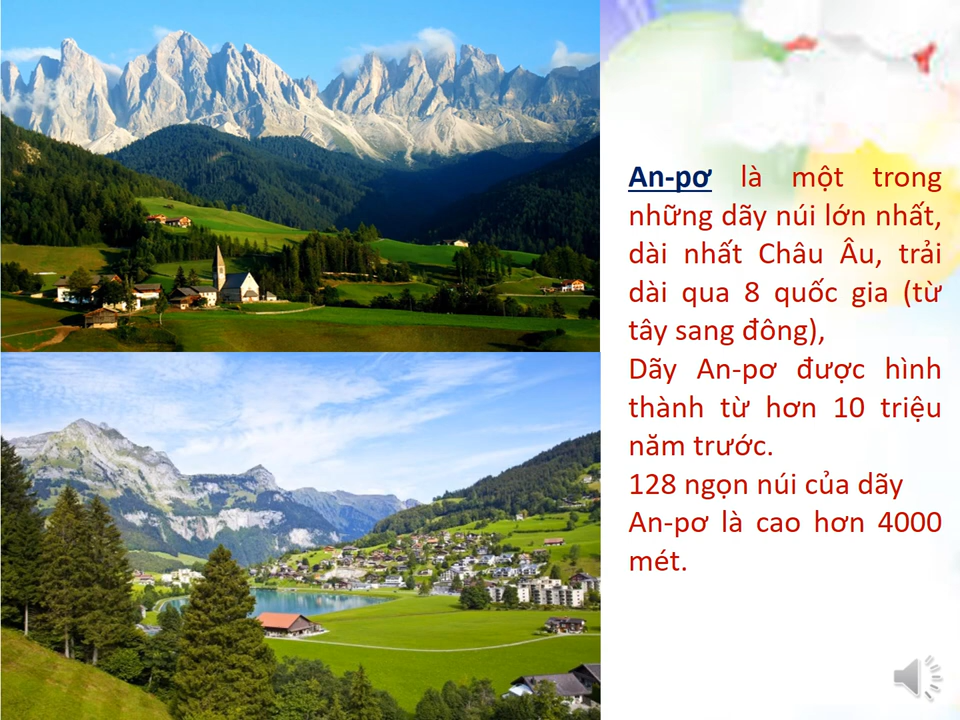 An-pơ là một trong
những dãy núi lớn nhất,
dài nhất Châu Âu, trải
dài qua 8 quốc gia (từ
tây sang đông),
Dãy An-pơ được hình
thành từ hơn 10 triệu
năm trước.
128 ngọn núi của dãy
An-pơ là cao hơn 4000
mét.